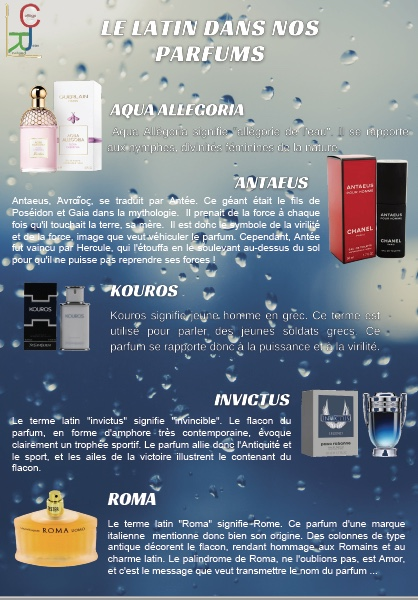 LE LATIN DANS NOS
PARFUMS
AQUA ALLEGORIA
Aqua Allegoria signifie "allégorie de l'eau". Il se rapporte
aux nymphes, divinités féminines de la nature.
GUERLAIN
ANTAEUS
Antaeus, Ανταῖος, se traduit par Antée. Ce géant était le fils de
Poséidon et Gaia dans la mythologie. Il prenait de la force à chaque
fois qu'il touchait la terre, sa mère. Il est donc le symbole de la virilité
et de la force, image que veut véhiculer le parfum. Cependant, Antée
fut vaincu par Hercule, qui l'étouffa en le soulevant au-dessus du sol
pour qu'il ne puisse pas reprendre ses forces !
ANTAEUS
POUR HOMME
CHANEL
ANTAEUS
POUR HOMME
CHANEL
KOUROS
KOUROS
KOUROS
Kouros signifie jeune homme en grec. Ce terme est
utilisé pour parler des jeunes soldats grecs. Ce
parfum se rapporte donc à la puissance et à la virilité.
INVICTUS
Le terme latin "invictus" signifie "invincible". Le flacon du
parfum, en forme d'amphore très contemporaine, évoque
clairement un trophée sportif. Le parfum allie donc l'Antiquité et
le sport, et les ailes de la victoire illustrent le contenant du
flacon.
INVICTUS
paco rabanne
ROMA
ROMA
Le terme latin "Roma" signifie Rome. Ce parfum d'une marque
italienne mentionne donc bien son origine. Des colonnes de type
antique décorent le flacon, rendant hommage aux Romains et au
charme latin. Le palindrome de Roma, ne l'oublions pas, est Amor,
et c'est le message que veut transmettre le nom du parfum ...